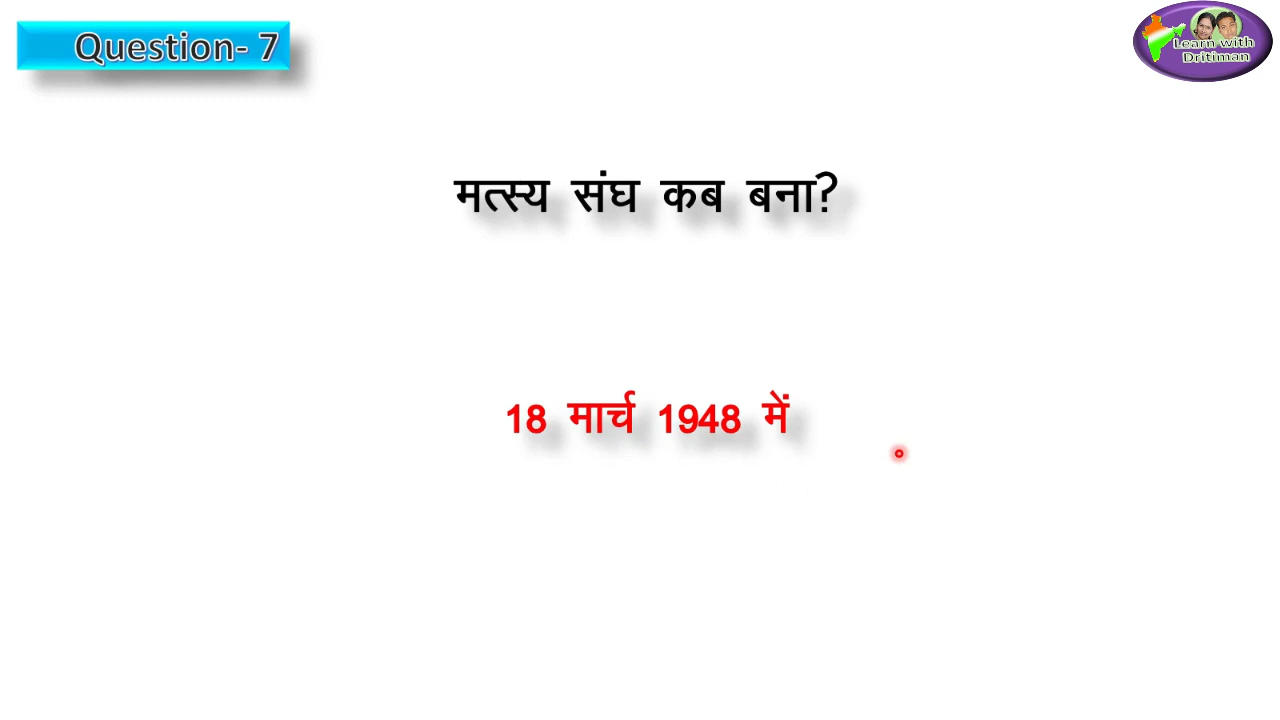 Question- 7
Learn with
Dritiman
मत्स्य संघ कब बना?
18 मार्च 1948 में